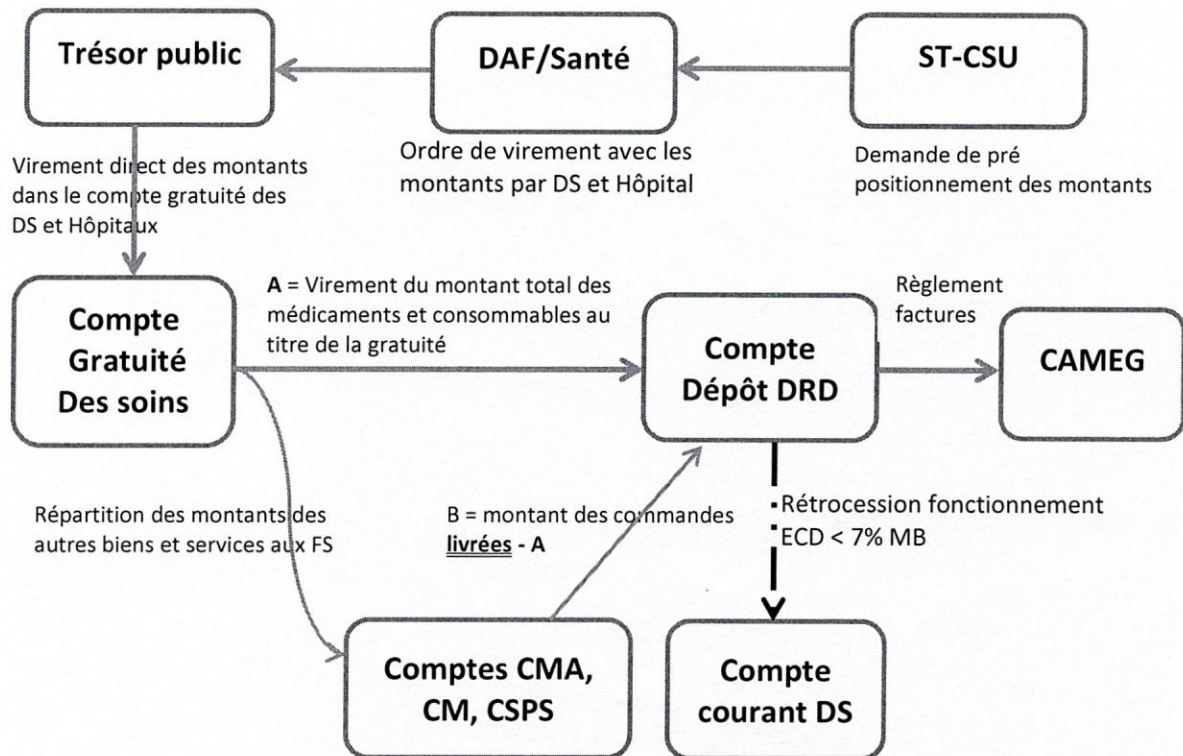 Trésor public
DAF/Santé
ST-CSU
Virement direct des montants
dans le compte gratuité des
DS et Hôpitaux
Ordre de virement avec les
montants par DS et Hôpital
Demande de pré
positionnement des montants
Compte
Gratuité
Des soins
A = Virement du montant total des
médicaments et consommables au
titre de la gratuité
Compte
Dépôt DRD
Règlement
factures
CAMEG
Répartition des montants des
autres biens et services aux FS
B = montant des commandes
livrées - A
Rétrocession fonctionnement
ECD < 7% MB
Comptes CMA,
CM, CSPS
Compte
courant DS